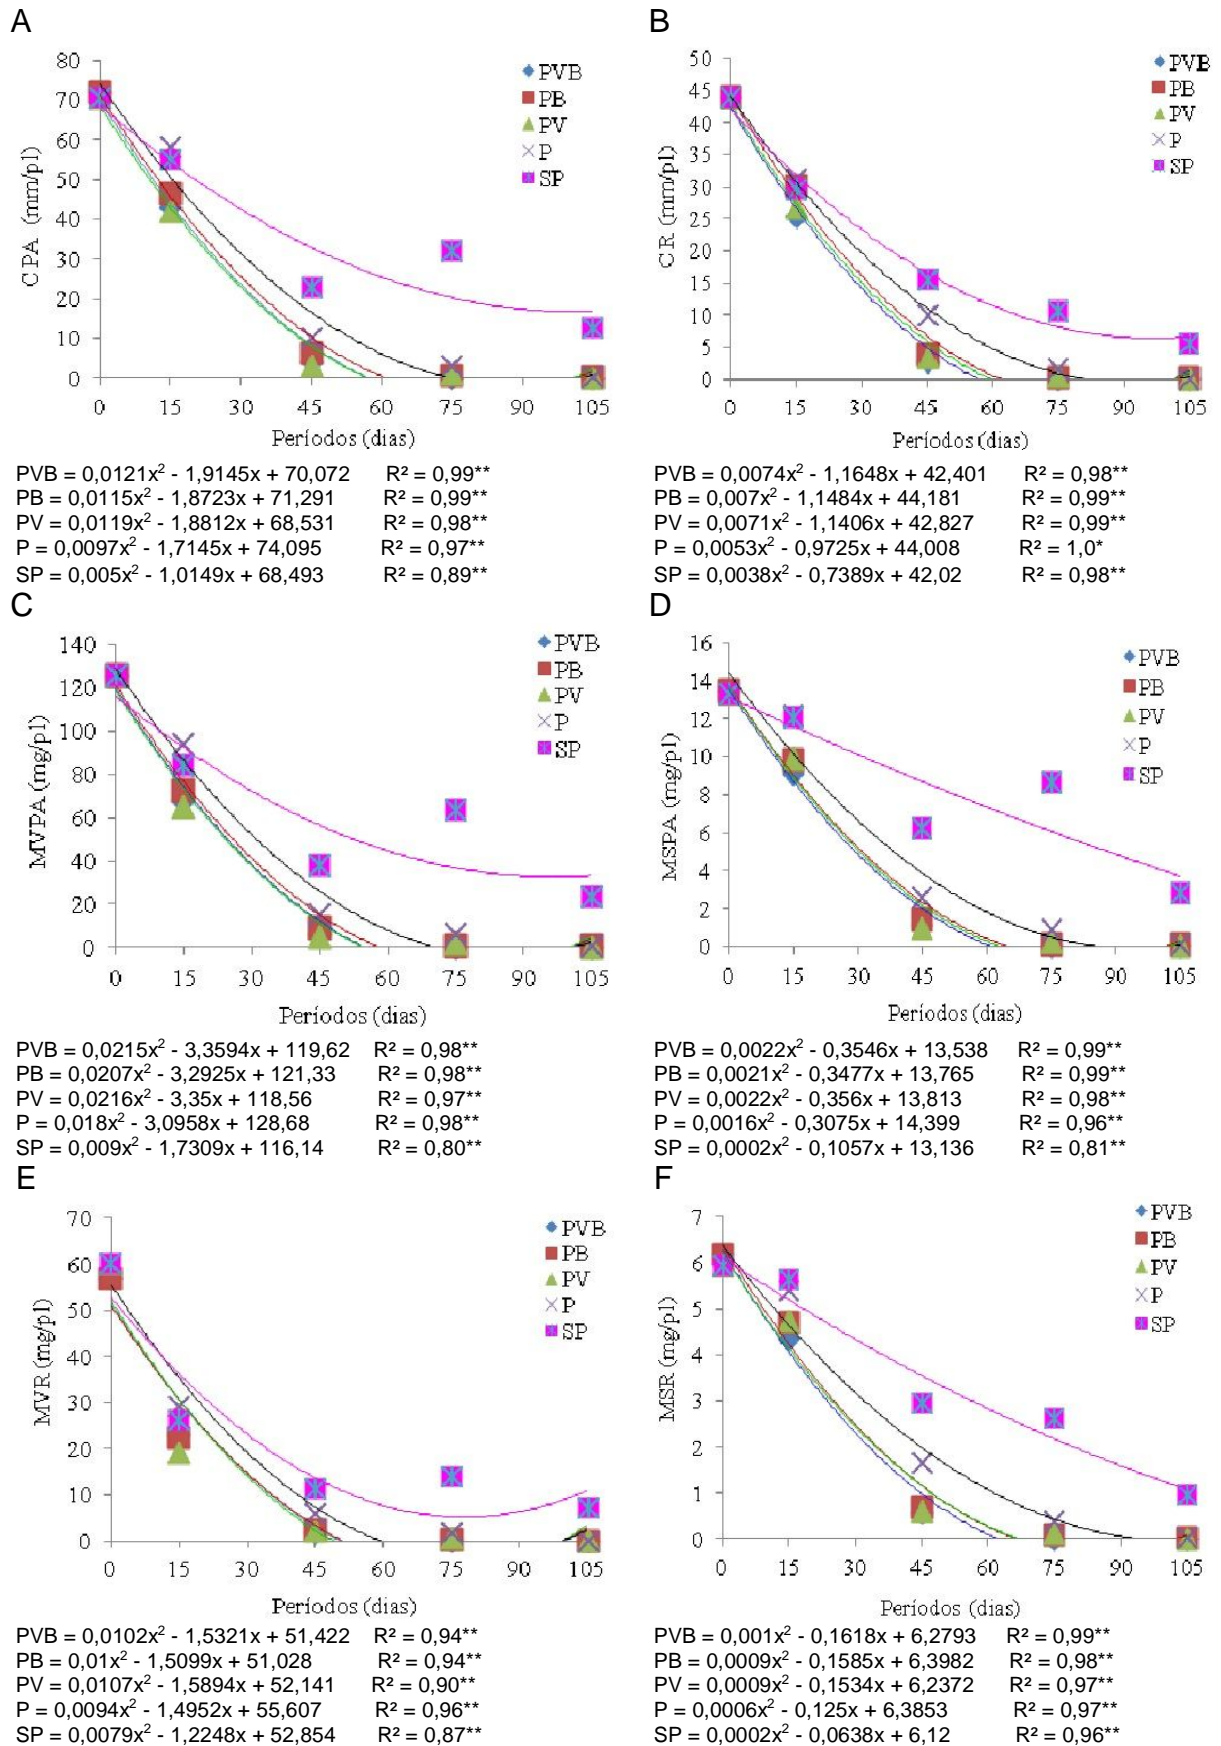 A
80
70
60
50
40
30
20
10
0
CPA (mm/pl)
PVB
PB
PV
P
SP
0 15 30 45 60 75 90 105
Períodos (dias)
PVB = 0,0121x² - 1,9145x + 70,072 R² = 0,99**
PB = 0,0115x² - 1,8723x + 71,291 R² = 0,99**
PV = 0,0119x² - 1,8812x + 68,531 R² = 0,98**
P = 0,0097x² - 1,7145x + 74,095 R² = 0,97**
SP = 0,005x² - 1,0149x + 68,493 R² = 0,89**
B
50
45
40
35
30
25
20
15
10
5
0
CR (mm/pl)
PVB
PB
PV
P
SP
0 15 30 45 60 75 90 105
Períodos (dias)
PVB = 0,0074x² - 1,1648x + 42,401 R² = 0,98**
PB = 0,007x² - 1,1484x + 44,181 R² = 0,99**
PV = 0,0071x² - 1,1406x + 42,827 R² = 0,99**
P = 0,0053x² - 0,9725x + 44,008 R² = 1,0*
SP = 0,0038x² - 0,7389x + 42,02 R² = 0,98**
C
140
120
100
80
60
40
20
0
MVPA (mg/pl)
PVB
PB
PV
P
SP
0 15 30 45 60 75 90 105
Períodos (dias)
PVB = 0,0215x² - 3,3594x + 119,62 R² = 0,98**
PB = 0,0207x² - 3,2925x + 121,33 R² = 0,98**
PV = 0,0216x² - 3,35x + 118,56 R² = 0,97**
P = 0,018x² - 3,0958x + 128,68 R² = 0,98**
SP = 0,009x² - 1,7309x + 116,14 R² = 0,80**
D
16
14
12
10
8
6
4
2
0
MSPA (mg/pl)
PVB
PB
PV
P
SP
0 15 30 45 60 75 90 105
Períodos (dias)
PVB = 0,0022x² - 0,3546x + 13,538 R² = 0,99**
PB = 0,0021x² - 0,3477x + 13,765 R² = 0,99**
PV = 0,0022x² - 0,356x + 13,813 R² = 0,98**
P = 0,0016x² - 0,3075x + 14,399 R² = 0,96**
SP = 0,0002x² - 0,1057x + 13,136 R² = 0,81**
E
70
60
50
40
30
20
10
0
MVR (mg/pl)
PVB
PB
PV
P
SP
0 15 30 45 60 75 90 105
Períodos (dias)
PVB = 0,0102x² - 1,5321x + 51,422 R² = 0,94**
PB = 0,01x² - 1,5099x + 51,028 R² = 0,94**
PV = 0,0107x² - 1,5894x + 52,141 R² = 0,90**
P = 0,0094x² - 1,4952x + 55,607 R² = 0,96**
SP = 0,0079x² - 1,2248x + 52,854 R² = 0,87**
F
7
6
5
4
3
2
1
0
MSR (mg/pl)
PVB
PB
PV
P
SP
0 15 30 45 60 75 90 105
Períodos (dias)
PVB = 0,001x² - 0,1618x + 6,2793 R² = 0,99**
PB = 0,0009x² - 0,1585x + 6,3982 R² = 0,98**
PV = 0,0009x² - 0,1534x + 6,2372 R² = 0,97**
P = 0,0006x² - 0,125x + 6,3853 R² = 0,97**
SP = 0,0002x² - 0,0638x + 6,12 R² = 0,96**